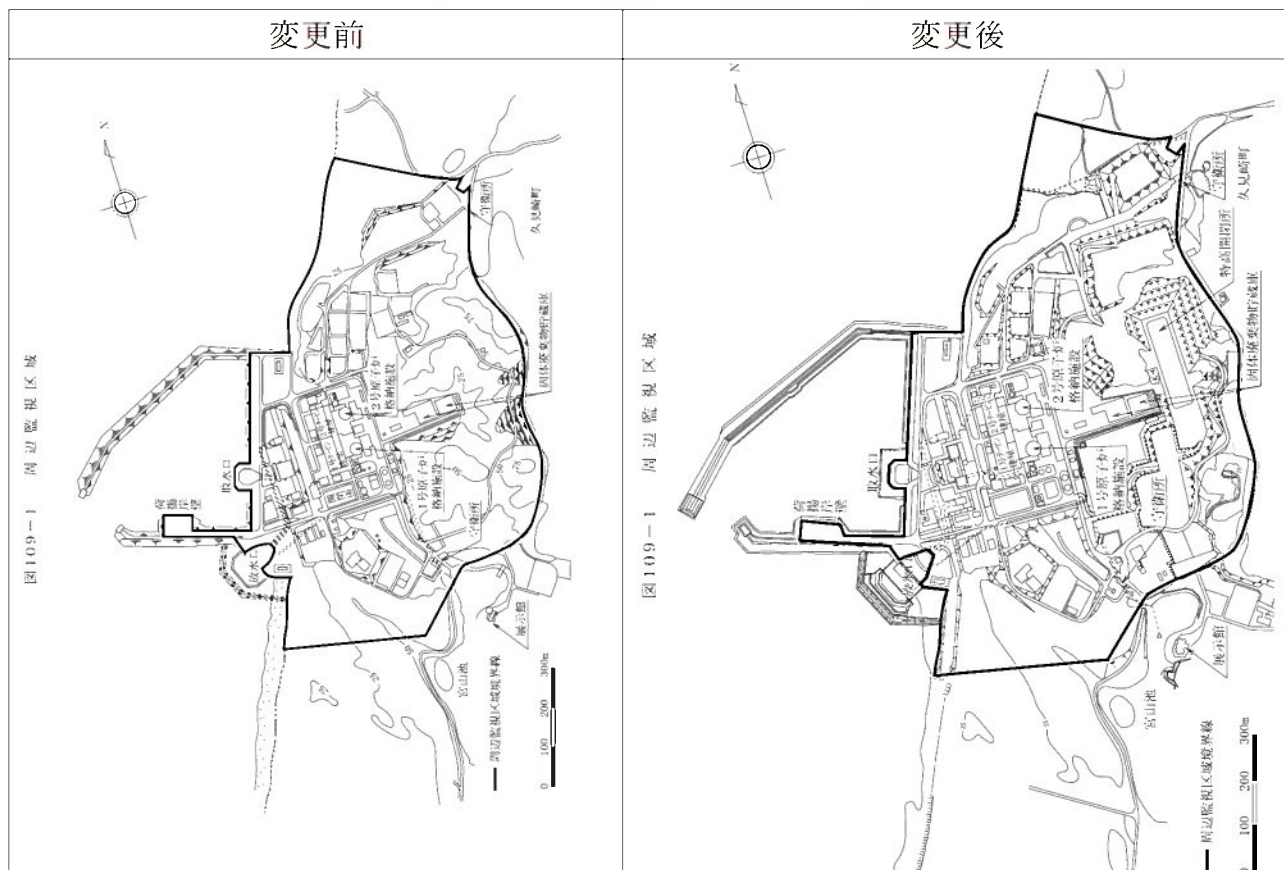 変更前
図109-1 周辺監視区域
N
荷揚岸壁
取水口
放水口
守衛所
久見崎町
固体廃棄物貯蔵庫
2号原子炉格納施設
1号原子炉格納施設
守衛所
展示館
宮山池
周辺監視区域境界線
0 100 200 300m
変更後
図109-1 周辺監視区域
N
荷揚岸壁
取水口
放水口
守衛所
久見崎町
特高開閉所
固体廃棄物貯蔵庫
2号原子炉格納施設
1号原子炉格納施設
守衛所
展示館
宮山池
周辺監視区域境界線
0 100 200 300m